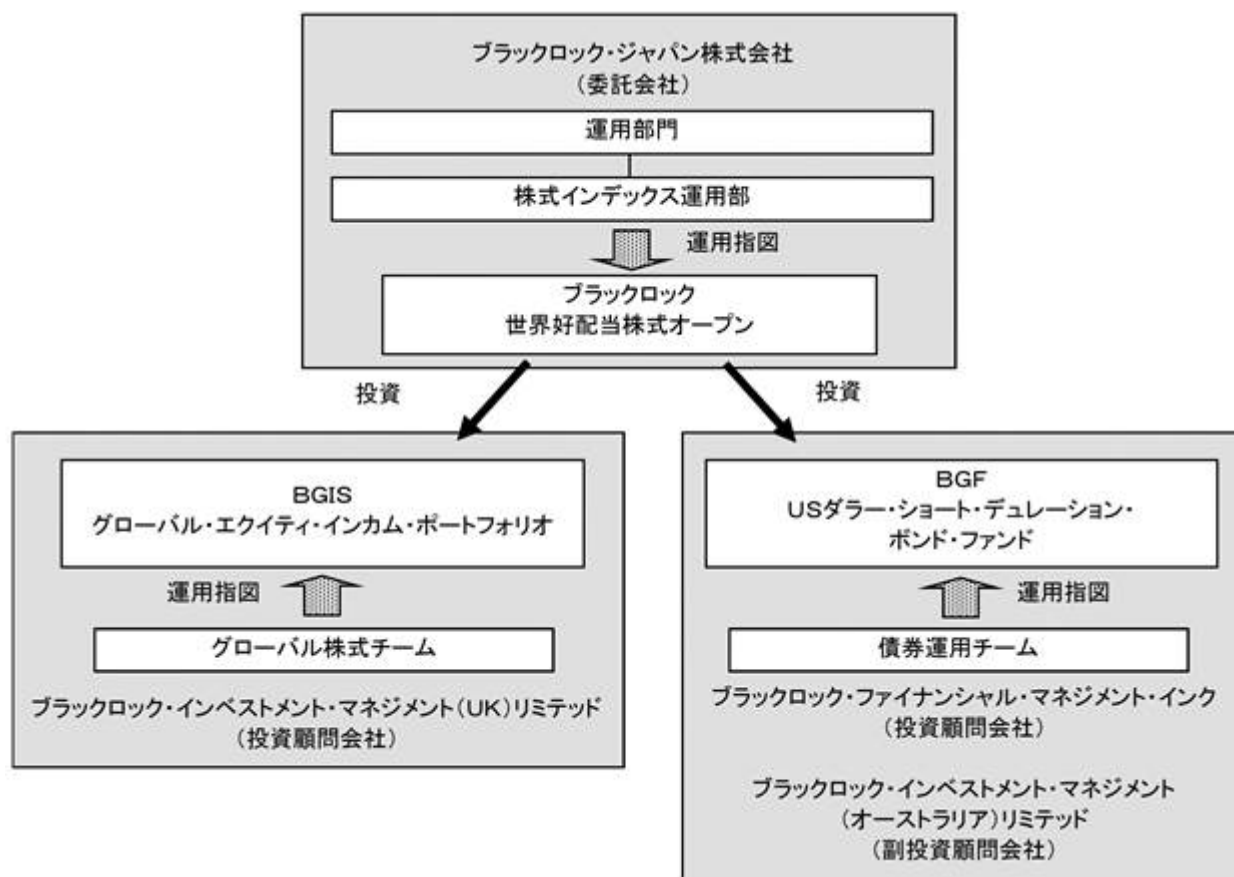 ブラックロック・ジャパン株式会社
（委託会社）
運用部門
株式インデックス運用部
運用指図
ブラックロック
世界好配当株式オープン
投資
投資
BGIS
グローバル・エクイティ・インカム・ポートフォリオ
運用指図
グローバル株式チーム
ブラックロック・インベストメント・マネジメント（UK）リミテッド
（投資顧問会社）
BGF
USダラー・ショート・デュレーション・
ボンド・ファンド
運用指図
債券運用チーム
ブラックロック・ファイナンシャル・マネジメント・インク
（投資顧問会社）
ブラックロック・インベストメント・マネジメント
（オーストラリア）リミテッド
（副投資顧問会社）